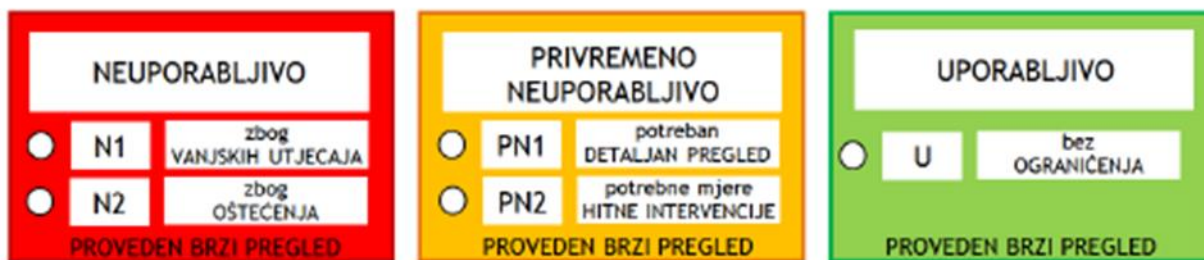 NEUPORABLJIVO
N1
zbog
VANJSKIH UTJECAJA
N2
zbog
OŠTEĆENJA
PROVEDEN BRZI PREGLED
PRIVREMENO
NEUPORABLJIVO
PN1
potreban
DETALJAN PREGLED
PN2
potrebne mjere
HITNE INTERVENCIJE
PROVEDEN BRZI PREGLED
UPORABLJIVO
U
bez
OGRANIČENJA
PROVEDEN BRZI PREGLED